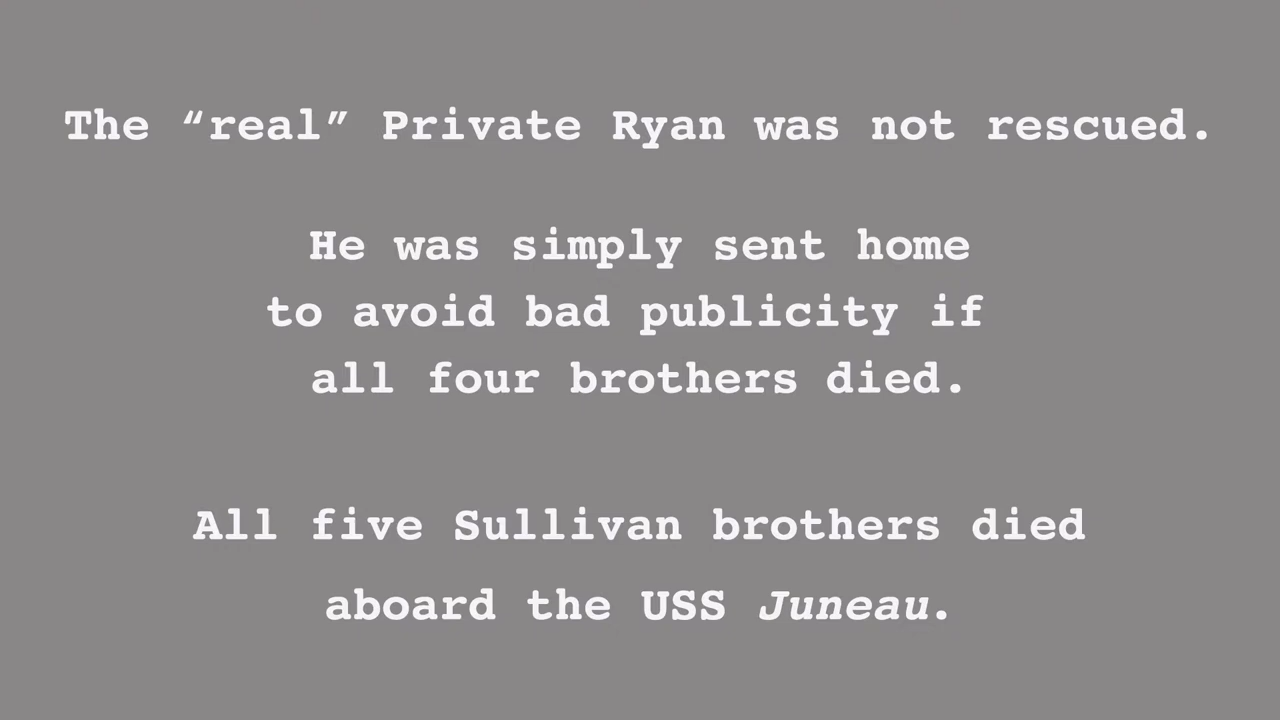 The “real” Private Ryan was not rescued.
He was simply sent home
to avoid bad publicity if
all four brothers died.
All five Sullivan brothers died
aboard the USS Juneau.